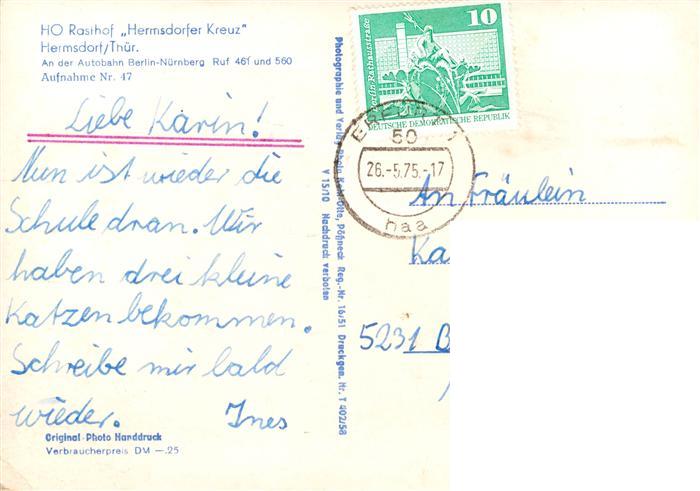 HO Rasthof „Hermsdorfer Kreuz"
Hermsdorf/Thür.
An der Autobahn Berlin-Nürnberg Ruf 461 und 560
Aufnahme Nr. 47
Liebe Karin!
Nun ist wieder die
Schule dran. Wir
haben drei kleine
Katzen bekommen.
Schreibe mir bald
wieder. Ines
Original-Photo Handdruck
Verbraucherpreis DM —.25
Photographie und Verlag Photo Pößneck Reg.-Nr. 16/51 Druckgen. Nr. T 402/58
V 15/10 Nachdruck verboten
10
Berlin-Rathausstraße
DEUTSCHE DEMOKRATISCHE REPUBLIK
50
26.-5.75.-17
haa
An Fräulein
Ka
5231 B